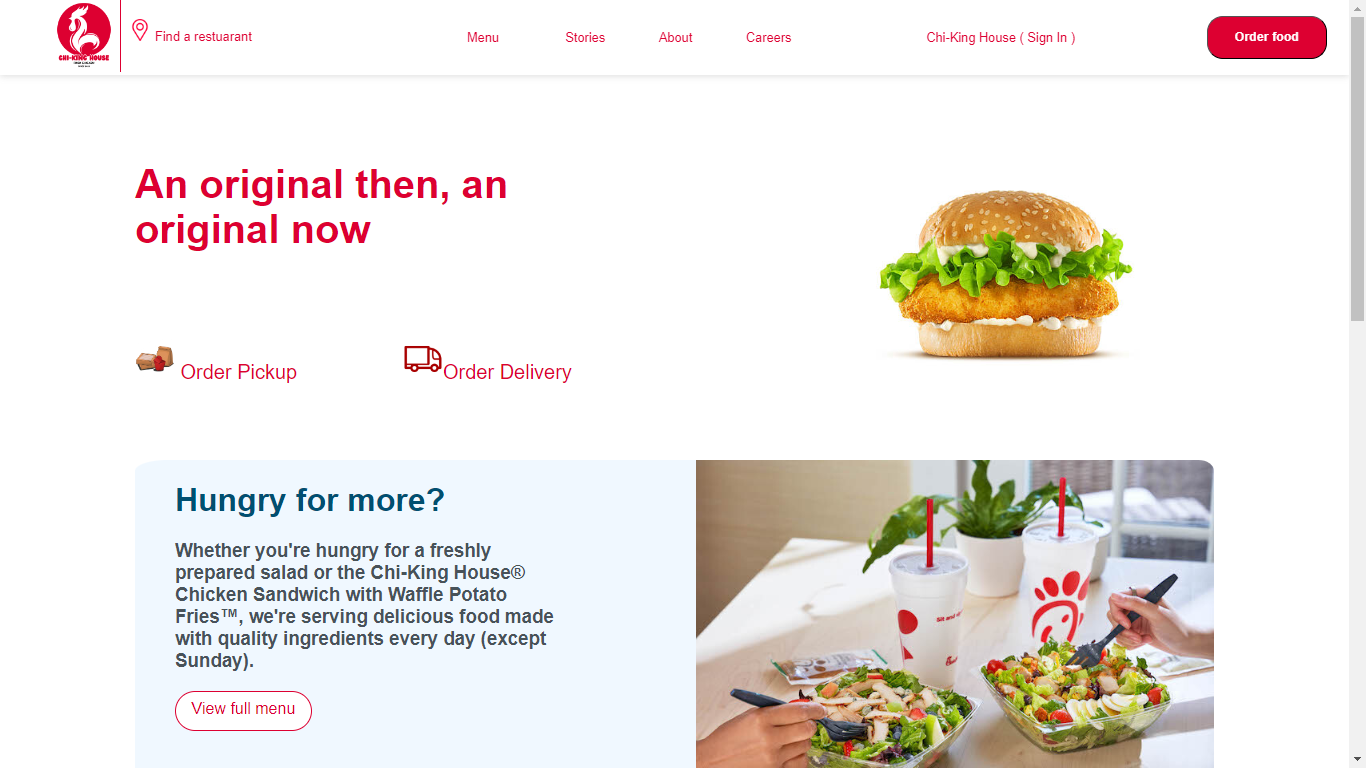 CHI-KING HOUSE
Find a restuarant
Menu
Stories
About
Careers
Chi-King House ( Sign In )
Order food
An original then, an
original now
Order Pickup
Order Delivery
Hungry for more?
Whether you're hungry for a freshly
prepared salad or the Chi-King House®
Chicken Sandwich with Waffle Potato
Fries™, we're serving delicious food made
with quality ingredients every day (except
Sunday).
View full menu
Sit and